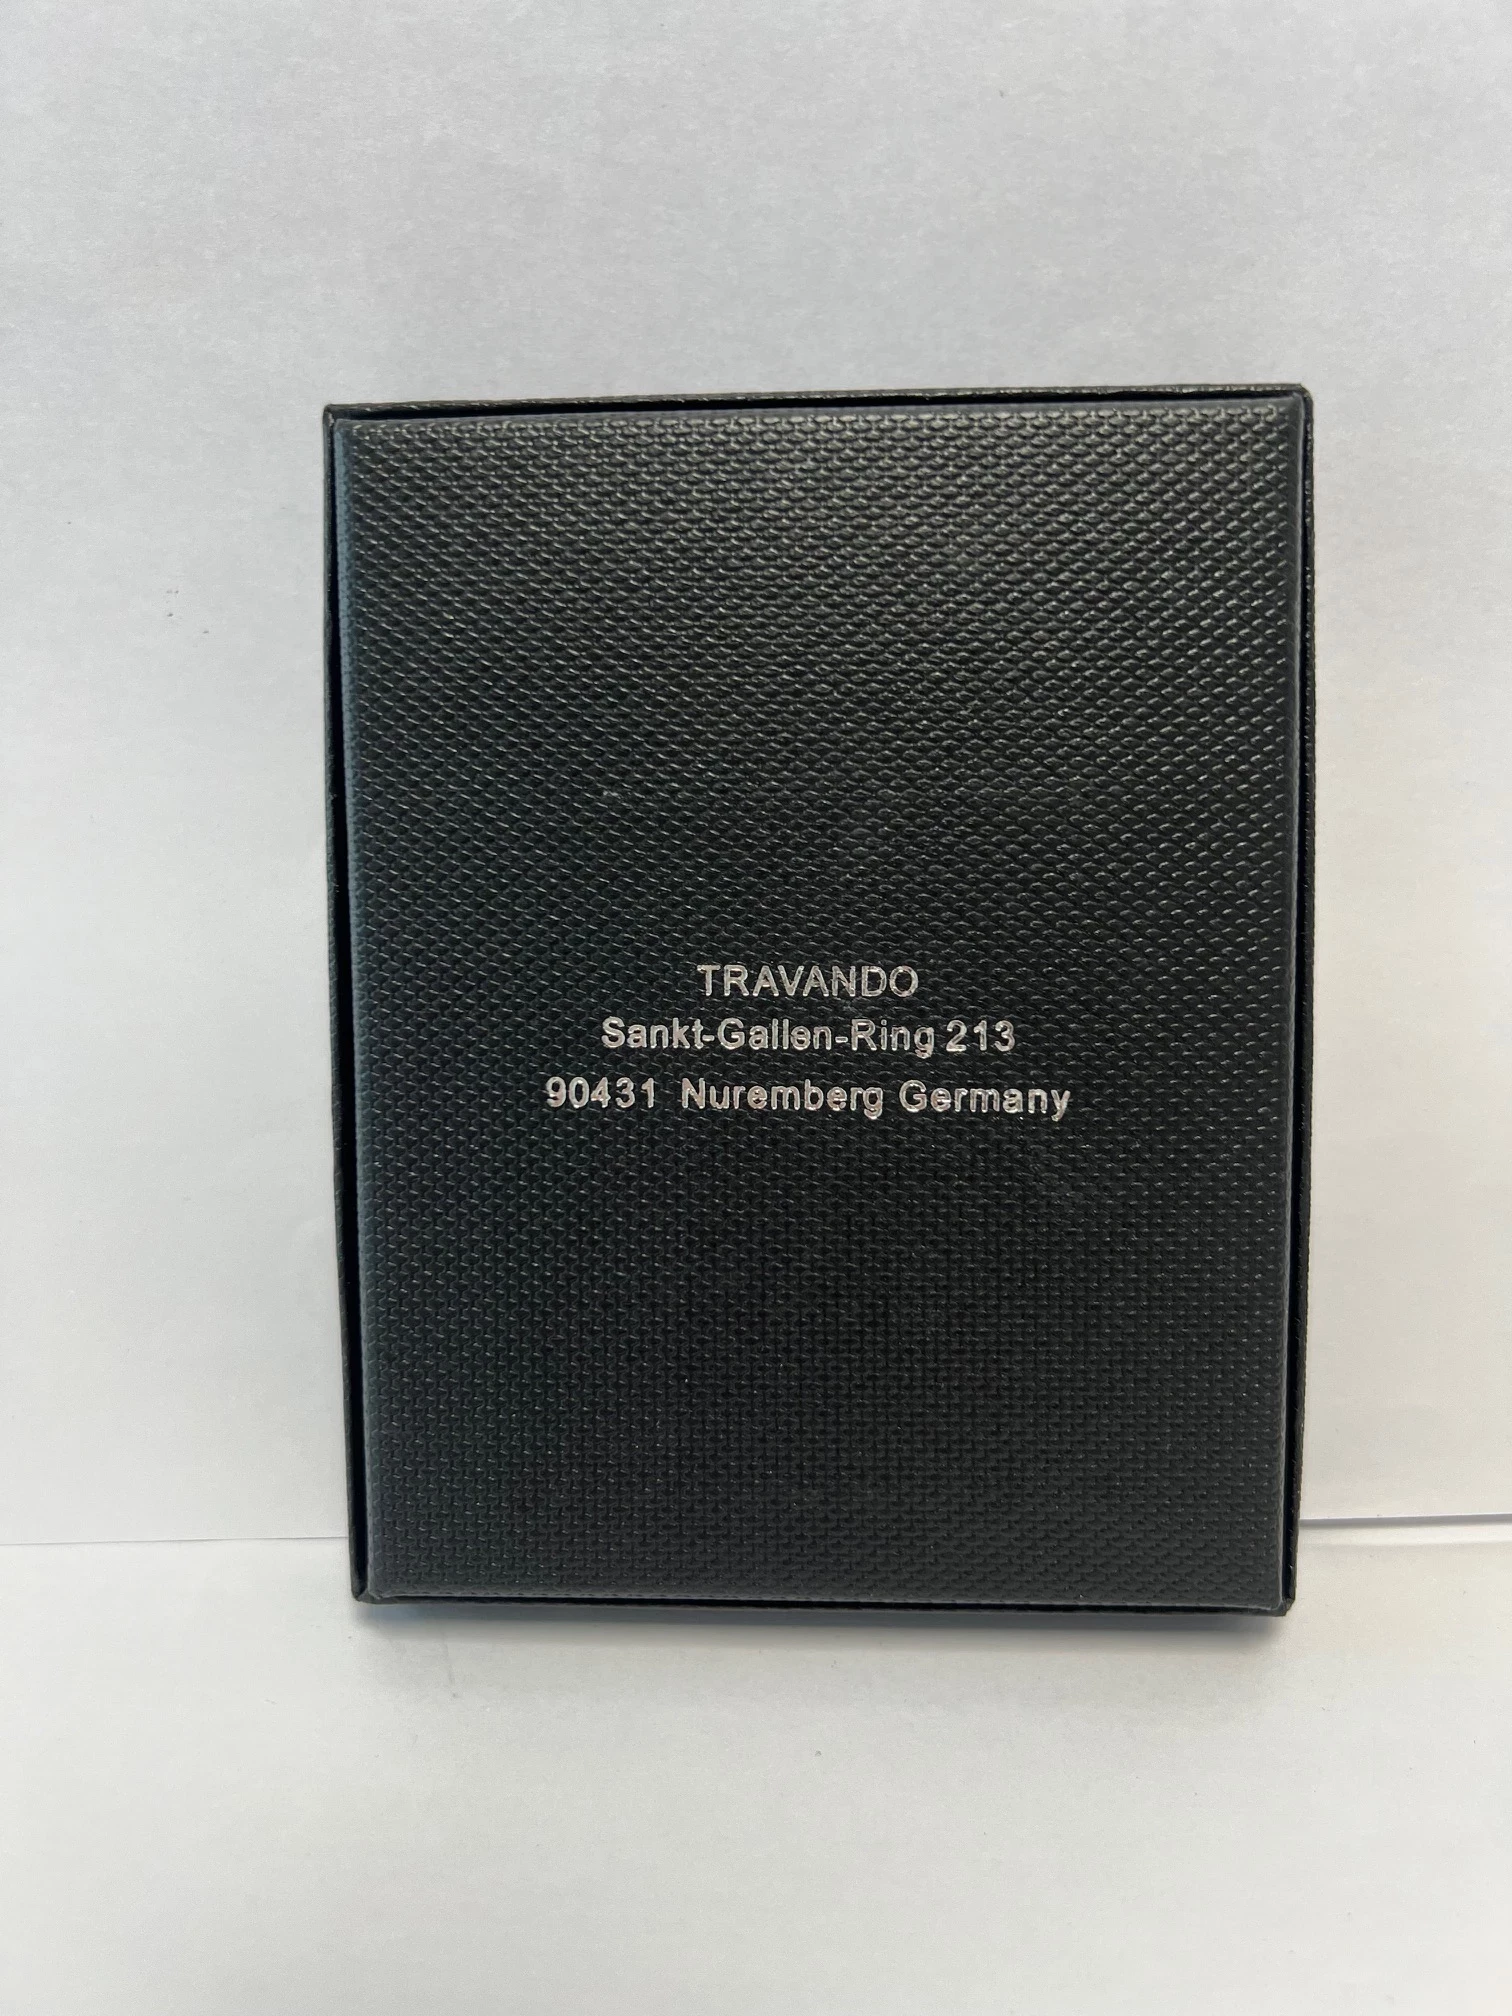 TRAVANDO
Sankt-Gallen-Ring 213
90431 Nuremberg Germany